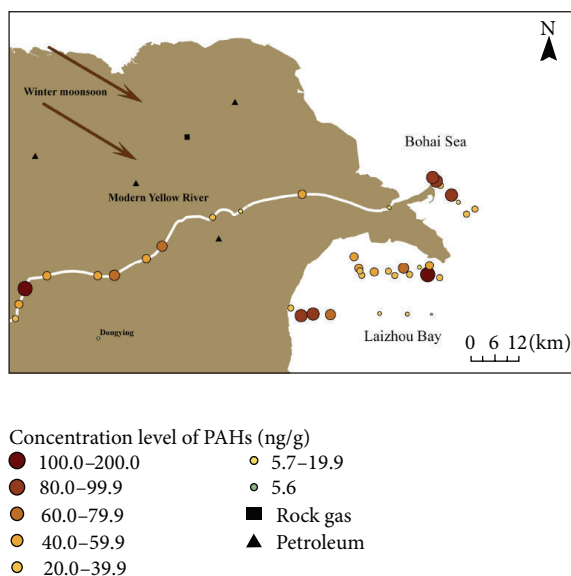 N
Winter moonsoon
Bohai Sea
Modern Yellow River
Dongying
Laizhou Bay
0 6 12(km)
Concentration level of PAHs (ng/g)
100.0–200.0
80.0–99.9
60.0–79.9
40.0–59.9
20.0–39.9
5.7–19.9
5.6
Rock gas
Petroleum